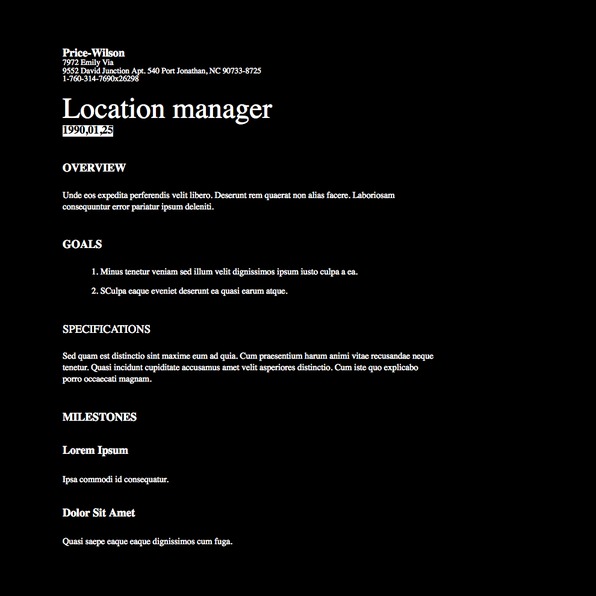 Price-Wilson
7972 Emily Via
9552 David Junction Apt. 540 Port Jonathan, NC 90733-8725
1-760-314-7690x26298
Location manager
1990,01,25
OVERVIEW
Unde eos expedita perferendis velit libero. Deserunt rem quaerat non alias facere. Laboriosam
consequuntur error pariatur ipsum deleniti.
GOALS
1. Minus tenetur veniam sed illum velit dignissimos ipsum iusto culpa a ea.
2. SCulpa eaque eveniet deserunt ea quasi earum atque.
SPECIFICATIONS
Sed quam est distinctio sint maxime eum ad quia. Cum praesentium harum animi vitae recusandae neque
tenetur. Quasi incidunt cupiditate accusamus amet velit asperiores distinctio. Cum iste quo explicabo
porro occaecati magnam.
MILESTONES
Lorem Ipsum
Ipsa commodi id consequatur.
Dolor Sit Amet
Quasi saepe eaque eaque dignissimos cum fuga.